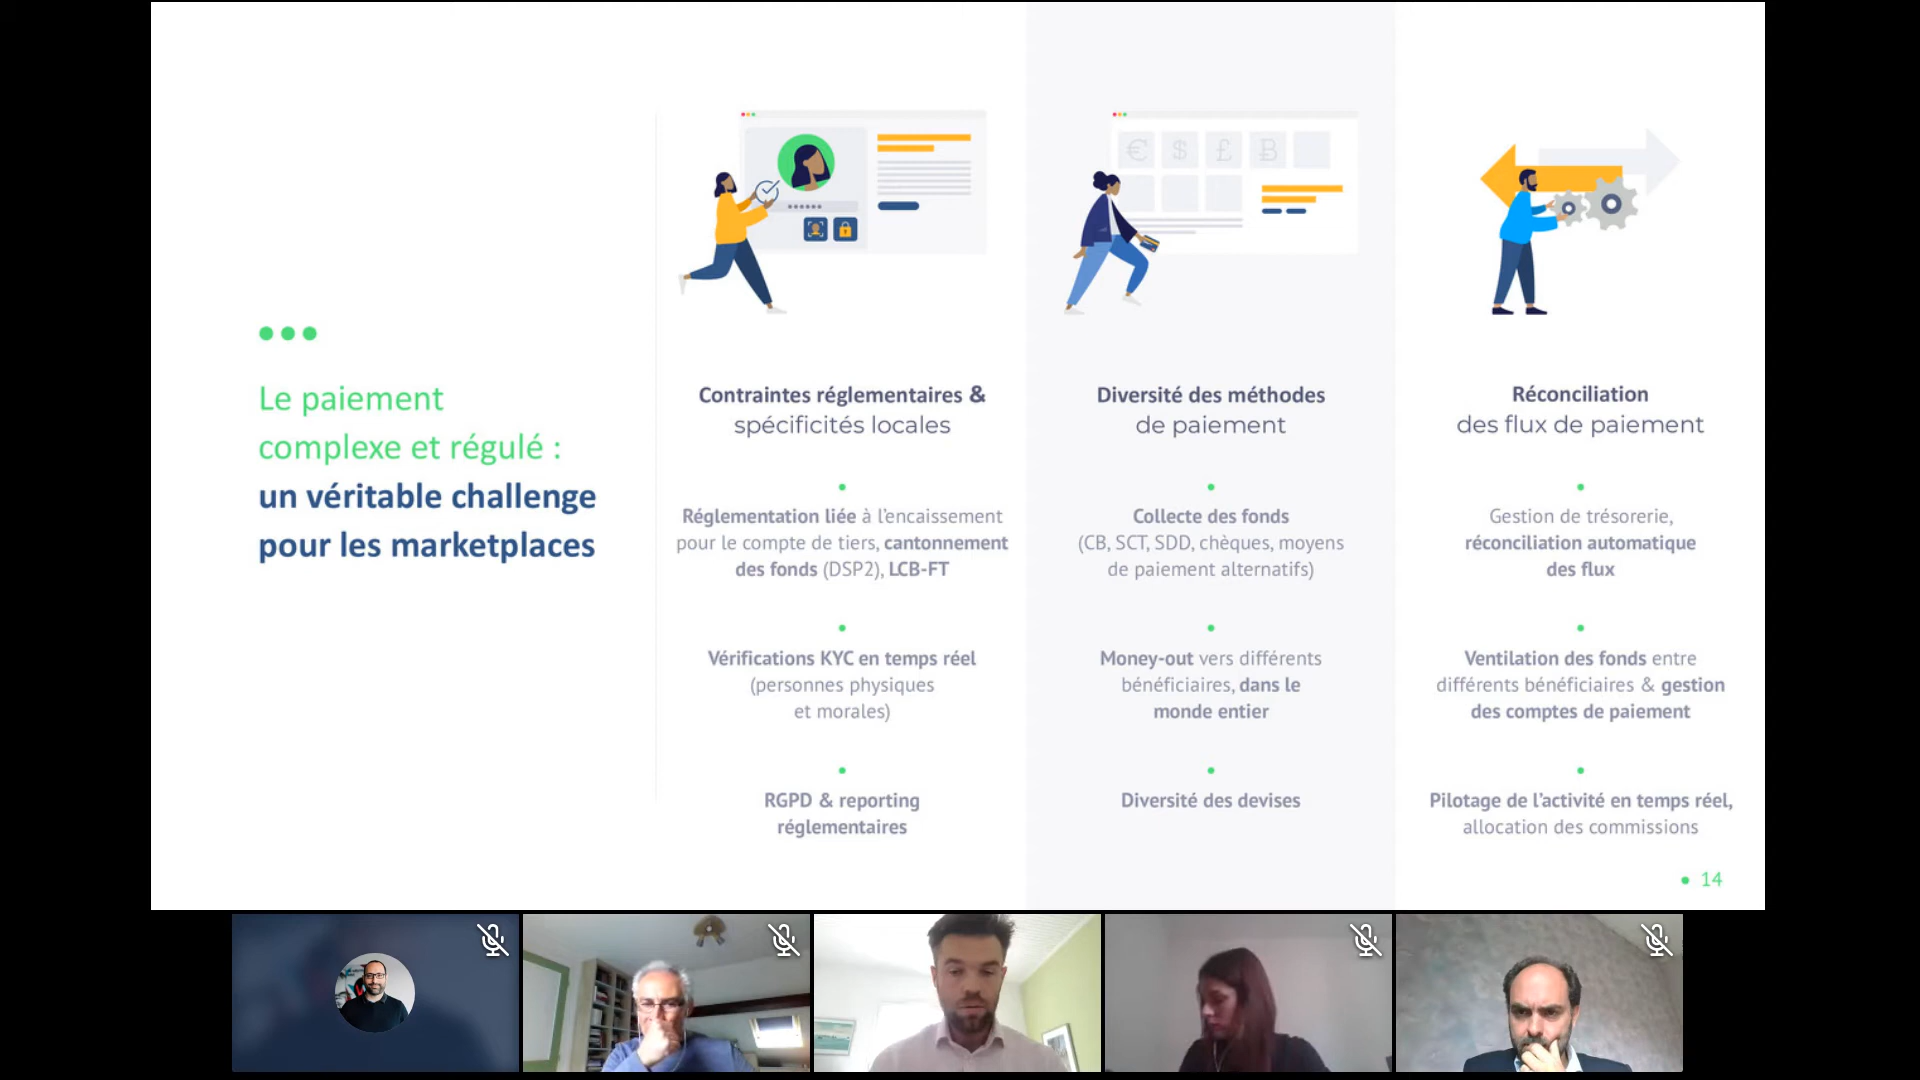 Le paiement
complexe et régulé :
un véritable challenge
pour les marketplaces
Contraintes réglementaires &
spécificités locales
Réglementation liée à l'encaissement
pour le compte de tiers, cantonnement
des fonds (DSP2), LCB-FT
Vérifications KYC en temps réel
(personnes physiques
et morales)
RGPD & reporting
réglementaires
€ $ £ Ƀ
Diversité des méthodes
de paiement
Collecte des fonds
(CB, SCT, SDD, chèques, moyens
de paiement alternatifs)
Money-out vers différents
bénéficiaires, dans le
monde entier
Diversité des devises
Réconciliation
des flux de paiement
Gestion de trésorerie,
réconciliation automatique
des flux
Ventilation des fonds entre
différents bénéficiaires & gestion
des comptes de paiement
Pilotage de l'activité en temps réel,
allocation des commissions
14